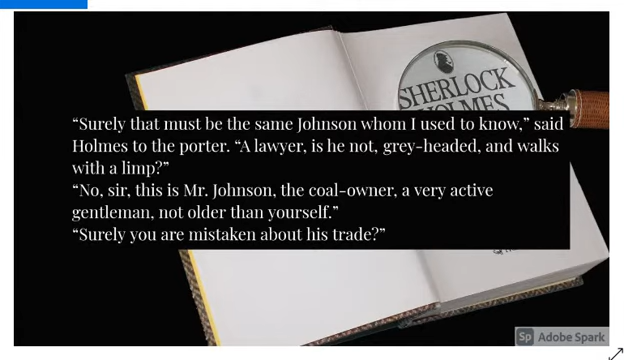 SHERLOCK
HOLMES
“Surely that must be the same Johnson whom I used to know,” said
Holmes to the porter. “A lawyer, is he not, grey-headed, and walks
with a limp?”
“No, sir, this is Mr. Johnson, the coal-owner, a very active
gentleman, not older than yourself.”
“Surely you are mistaken about his trade?”
Sp Adobe Spark